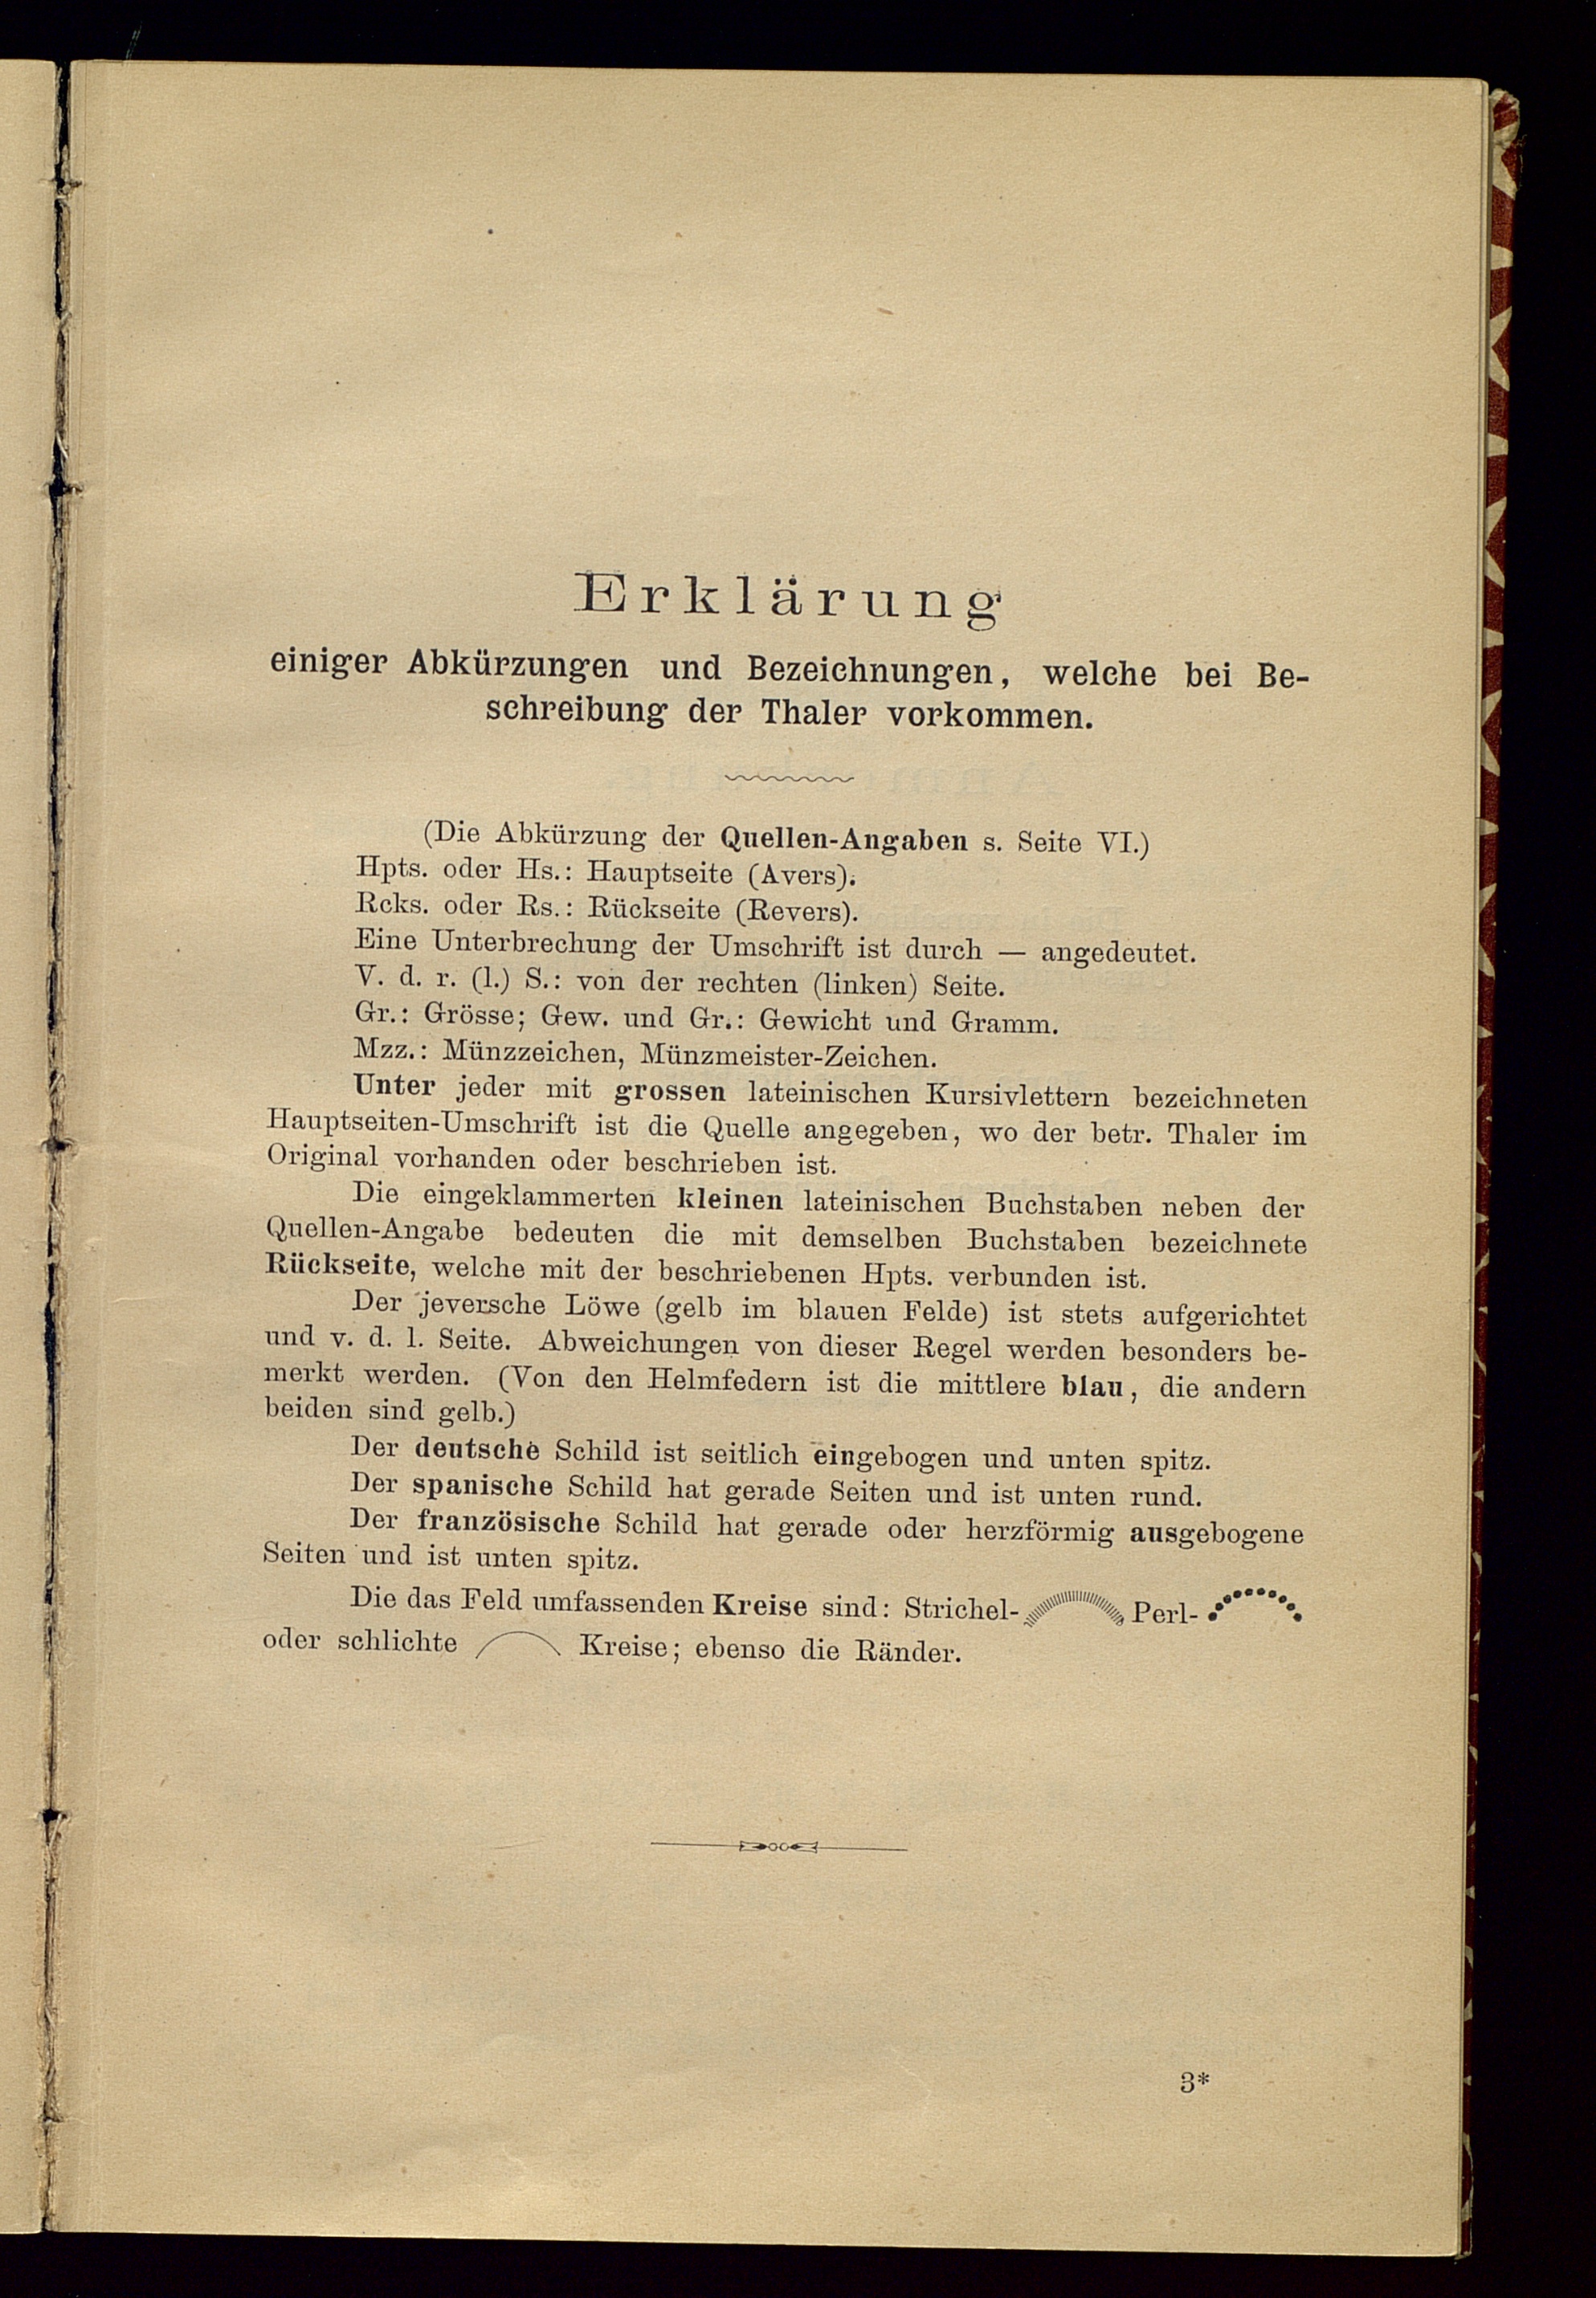 Erklärung
einiger Abkürzungen und Bezeichnungen, welche bei Be-
schreibung der Thaler vorkommen.
(Die Abkürzung der Quellen-Angaben s. Seite VI.)
Hpts. oder Hs.: Hauptseite (Avers).
Rcks. oder Rs.: Rückseite (Revers).
Eine Unterbrechung der Umschrift ist durch — angedeutet.
V. d. r. (l.) S.: von der rechten (linken) Seite.
Gr.: Grösse; Gew. und Gr.: Gewicht und Gramm.
Mzz.: Münzzeichen, Münzmeister-Zeichen.
Unter jeder mit grossen lateinischen Kursivlettern bezeichneten
Hauptseiten-Umschrift ist die Quelle angegeben, wo der betr. Thaler im
Original vorhanden oder beschrieben ist.
Die eingeklammerten kleinen lateinischen Buchstaben neben der
Quellen-Angabe bedeuten die mit demselben Buchstaben bezeichnete
Rückseite, welche mit der beschriebenen Hpts. verbunden ist.
Der jeversche Löwe (gelb im blauen Felde) ist stets aufgerichtet
und v. d. l. Seite. Abweichungen von dieser Regel werden besonders be-
merkt werden. (Von den Helmfedern ist die mittlere blau, die andern
beiden sind gelb.)
Der deutsche Schild ist seitlich eingebogen und unten spitz.
Der spanische Schild hat gerade Seiten und ist unten rund.
Der französische Schild hat gerade oder herzförmig ausgebogene
Seiten und ist unten spitz.
Die das Feld umfassenden Kreise sind: Strichel- Perl-
oder schlichte Kreise; ebenso die Ränder.
3*